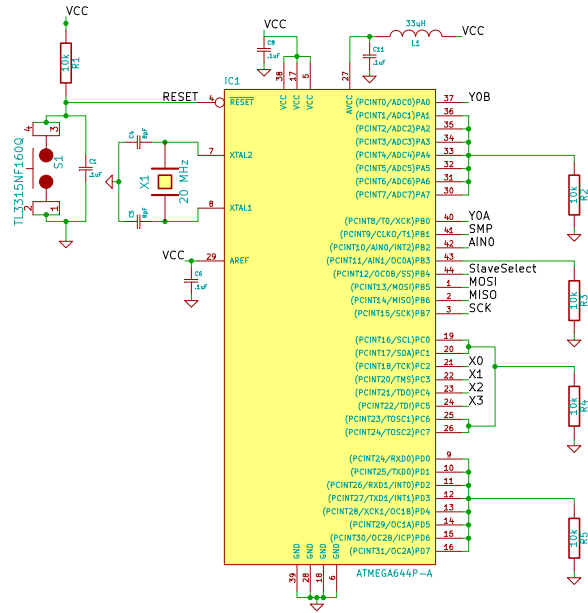 VCC
R1
10k
RESET
TL3315NF160Q
4
3
S1
2
1
C2
.1uF
C4
8pF
X1
20 MHz
C5
8pF
VCC
C6
.1uF
VCC
C9
.1uF
33uH
VCC
L1
C11
.1uF
IC1
38
17
5
27
VCC
VCC
VCC
AVCC
4
RESET
7
XTAL2
8
XTAL1
29
AREF
(PCINT0/ADC0)PA0 37 Y0B
(PCINT1/ADC1)PA1 36
(PCINT2/ADC2)PA2 35
(PCINT3/ADC3)PA3 34
(PCINT4/ADC4)PA4 33
(PCINT5/ADC5)PA5 32
(PCINT6/ADC6)PA6 31
(PCINT7/ADC7)PA7 30
(PCINT8/T0/XCK)PB0 40 Y0A
(PCINT9/CLKO/T1)PB1 41 SMP
(PCINT10/AIN0/INT2)PB2 42 AIN0
(PCINT11/AIN1/OC0A)PB3 43
(PCINT12/OC0B/SS)PB4 44 SlaveSelect
(PCINT13/MOSI)PB5 1 MOSI
(PCINT14/MISO)PB6 2 MISO
(PCINT15/SCK)PB7 3 SCK
(PCINT16/SCL)PC0 19
(PCINT17/SDA)PC1 20
(PCINT18/TCK)PC2 21 X0
(PCINT19/TMS)PC3 22 X1
(PCINT21/TDO)PC4 23 X2
(PCINT22/TDI)PC5 24 X3
(PCINT23/TOSC1)PC6 25
(PCINT24/TOSC2)PC7 26
(PCINT24/RXD0)PD0 9
(PCINT25/TXD0)PD1 10
(PCINT26/RXD1/INT0)PD2 11
(PCINT27/TXD1/INT1)PD3 12
(PCINT28/XCK1/OC1B)PD4 13
(PCINT29/OC1A)PD5 14
(PCINT30/OC2B/ICP)PD6 15
(PCINT31/OC2A)PD7 16
GND
GND
GND
GND
39
28
18
6
ATMEGA644P-A
10k
R2
10k
R3
10k
R4
10k
R5